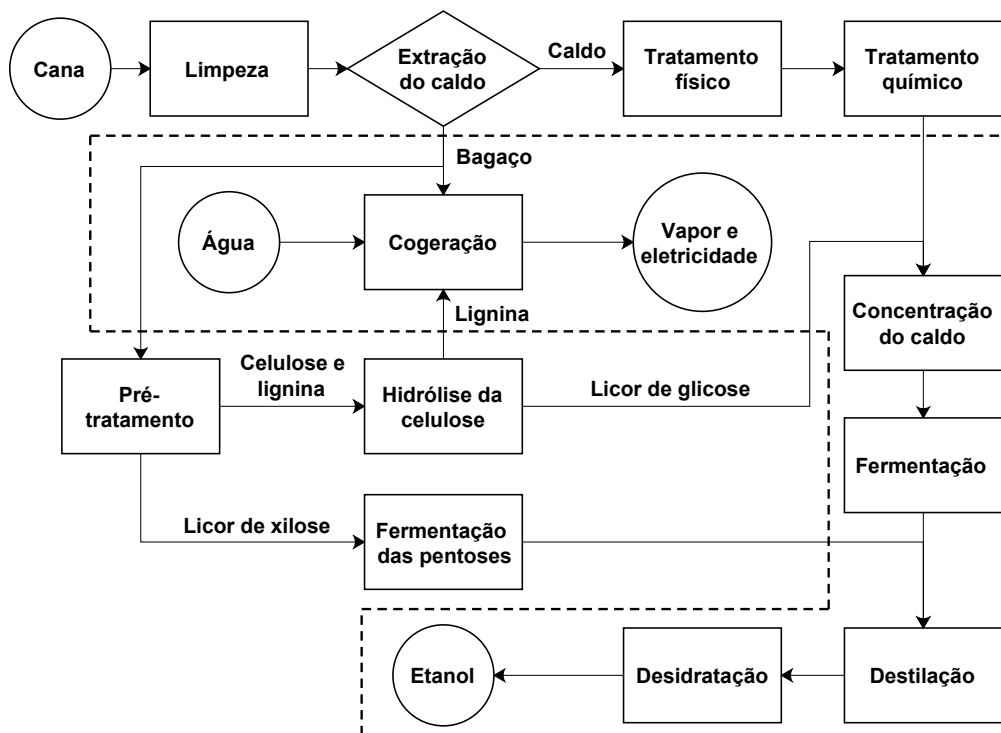 Cana
Limpeza
Extração
do caldo
Caldo
Tratamento
físico
Tratamento
químico
Bagaço
Água
Cogeração
Vapor e
eletricidade
Lignina
Concentração
do caldo
Pré-
tratamento
Celulose e
lignina
Hidrólise da
celulose
Licor de glicose
Fermentação
Licor de xilose
Fermentação
das pentoses
Etanol
Desidratação
Destilação